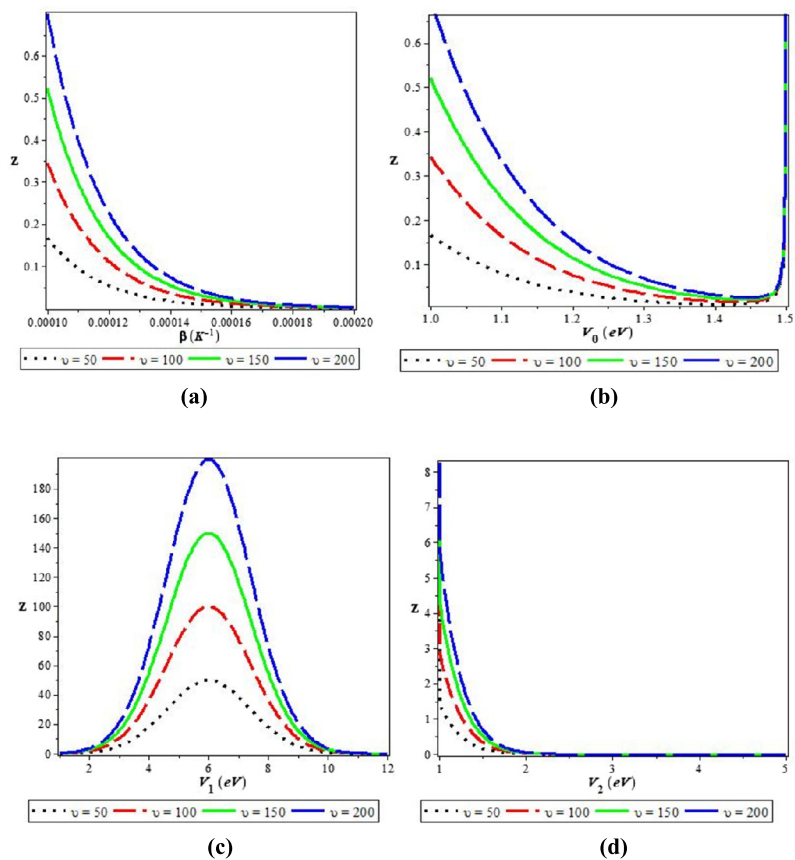 0.6
0.5
0.4
Z
0.3
0.2
0.1
0.00010 0.00012 0.00014 0.00016 0.00018 0.00020
β (K⁻¹)
υ = 50 υ = 100 υ = 150 υ = 200
(a)
0.6
0.5
0.4
Z
0.3
0.2
0.1
1.0 1.1 1.2 1.3 1.4 1.5
V₀ (eV)
υ = 50 υ = 100 υ = 150 υ = 200
(b)
180
160
140
120
Z 100
80
60
40
20
0
2 4 6 8 10 12
V₁ (eV)
υ = 50 υ = 100 υ = 150 υ = 200
(c)
8
7
6
5
Z
4
3
2
1
0
1 2 3 4 5
V₂ (eV)
υ = 50 υ = 100 υ = 150 υ = 200
(d)